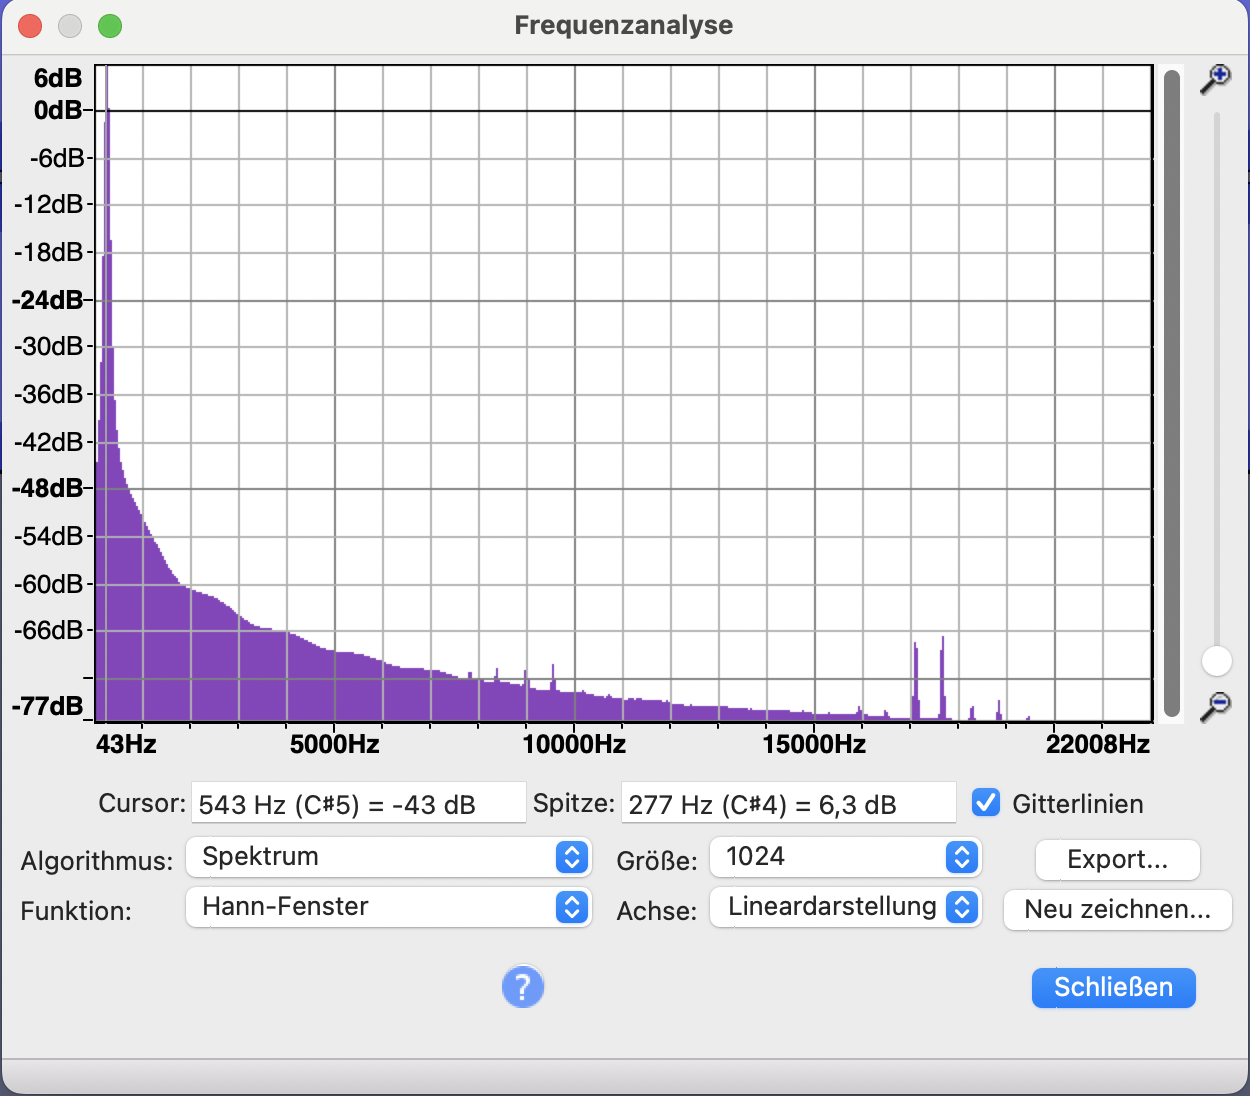 Frequenzanalyse
6dB
0dB
-6dB
-12dB
-18dB
-24dB
-30dB
-36dB
-42dB
-48dB
-54dB
-60dB
-66dB
-77dB
43Hz 5000Hz 10000Hz 15000Hz 22008Hz
Cursor: 543 Hz (C♯5) = -43 dB Spitze: 277 Hz (C♯4) = 6,3 dB Gitterlinien
Algorithmus: Spektrum Größe: 1024 Export...
Funktion: Hann-Fenster Achse: Lineardarstellung Neu zeichnen...
? Schließen